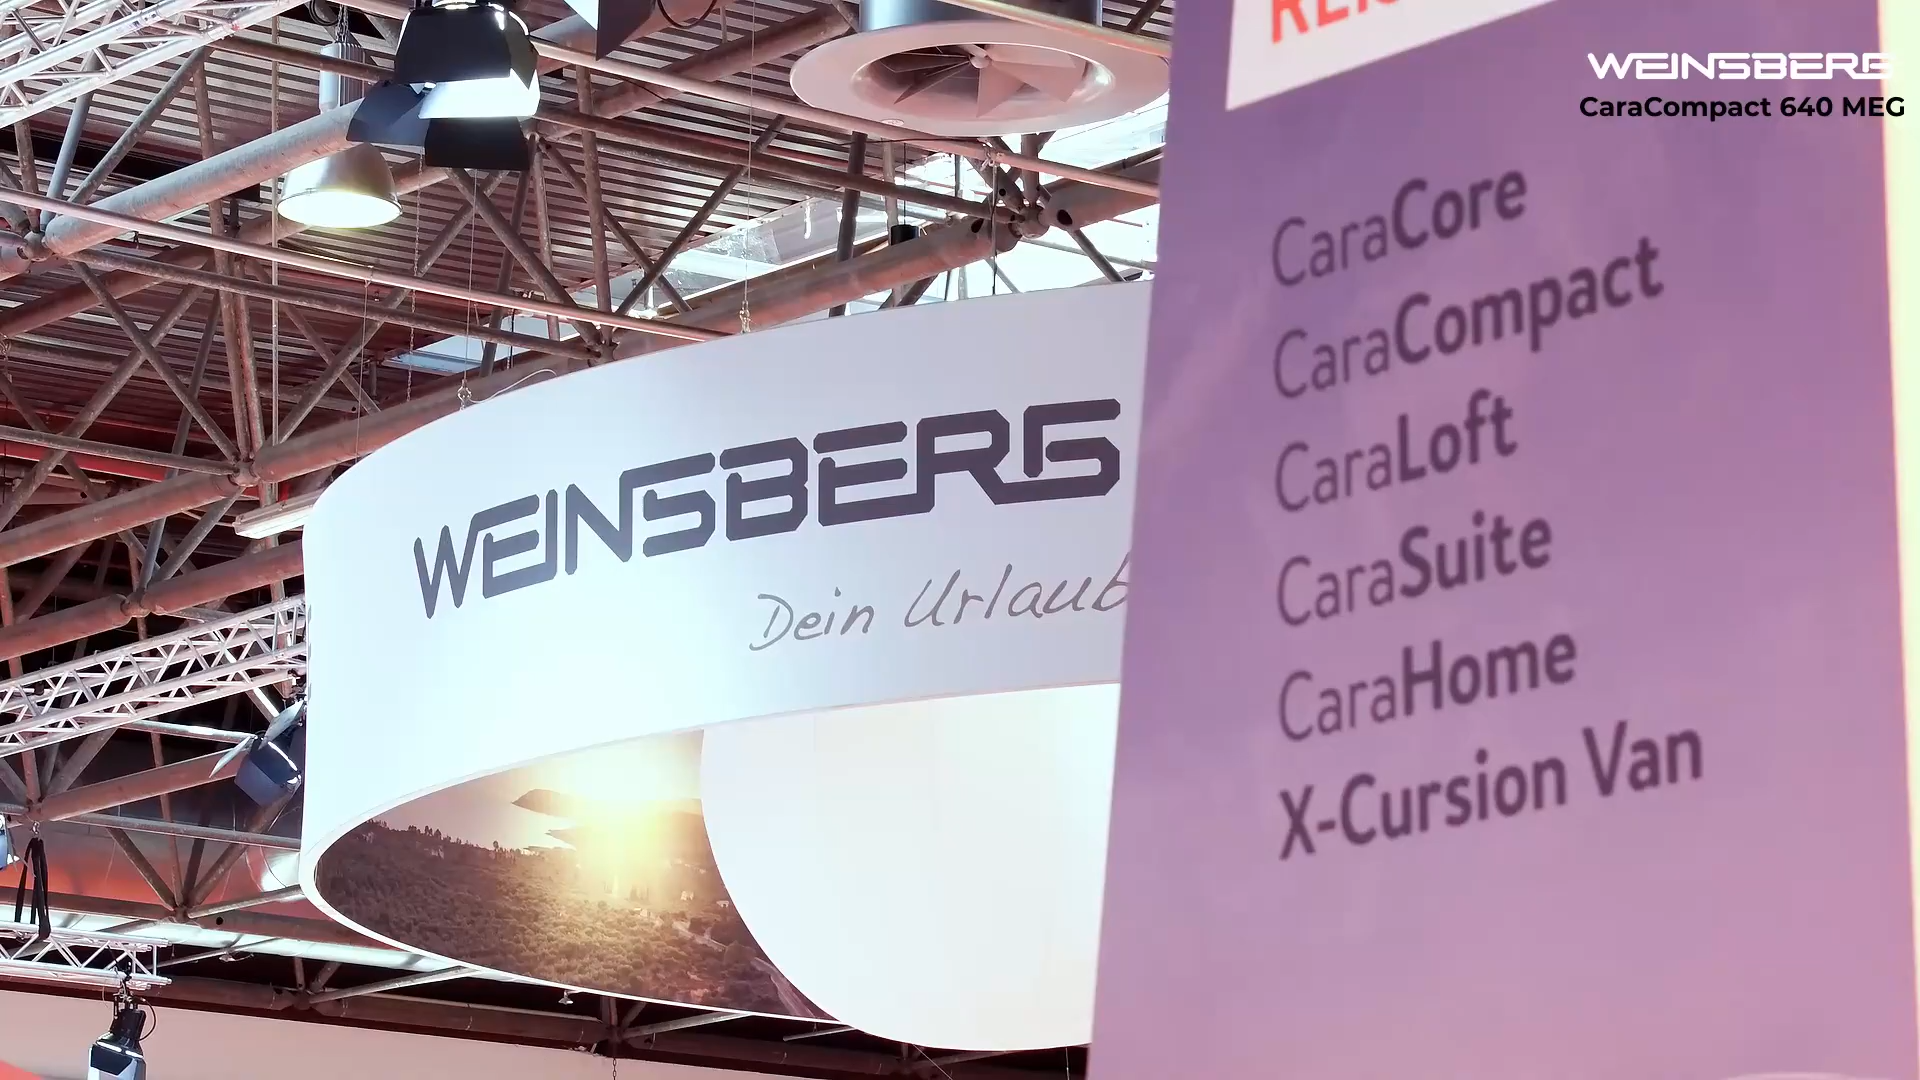 WEINSBERG
CaraCompact 640 MEG
WEINSBERG
Dein Urlaub
CaraCore
CaraCompact
CaraLoft
CaraSuite
CaraHome
X-Cursion Van